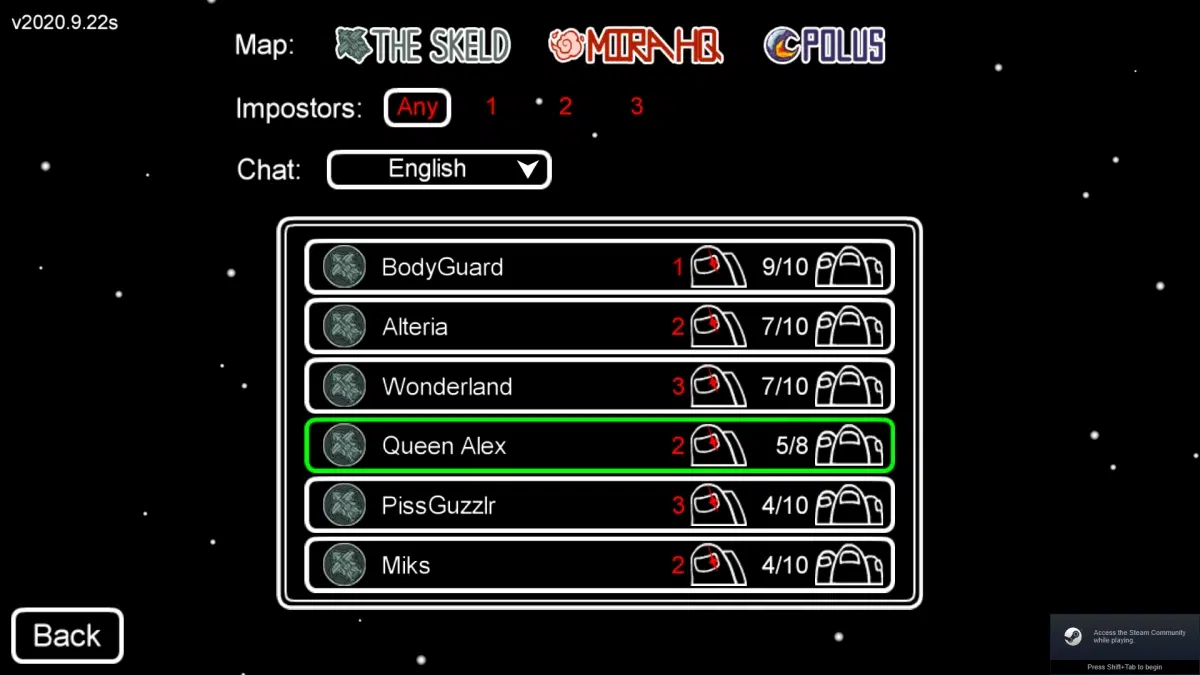 v2020.9.22s
Map: THE SKELD MIRA HQ POLUS
Impostors: Any 1 2 3
Chat: English
BodyGuard 1 9/10
Alteria 2 7/10
Wonderland 3 7/10
Queen Alex 2 5/8
PissGuzzlr 3 4/10
Miks 2 4/10
Back
Access the Steam Community
while playing.
Press Shift+Tab to begin